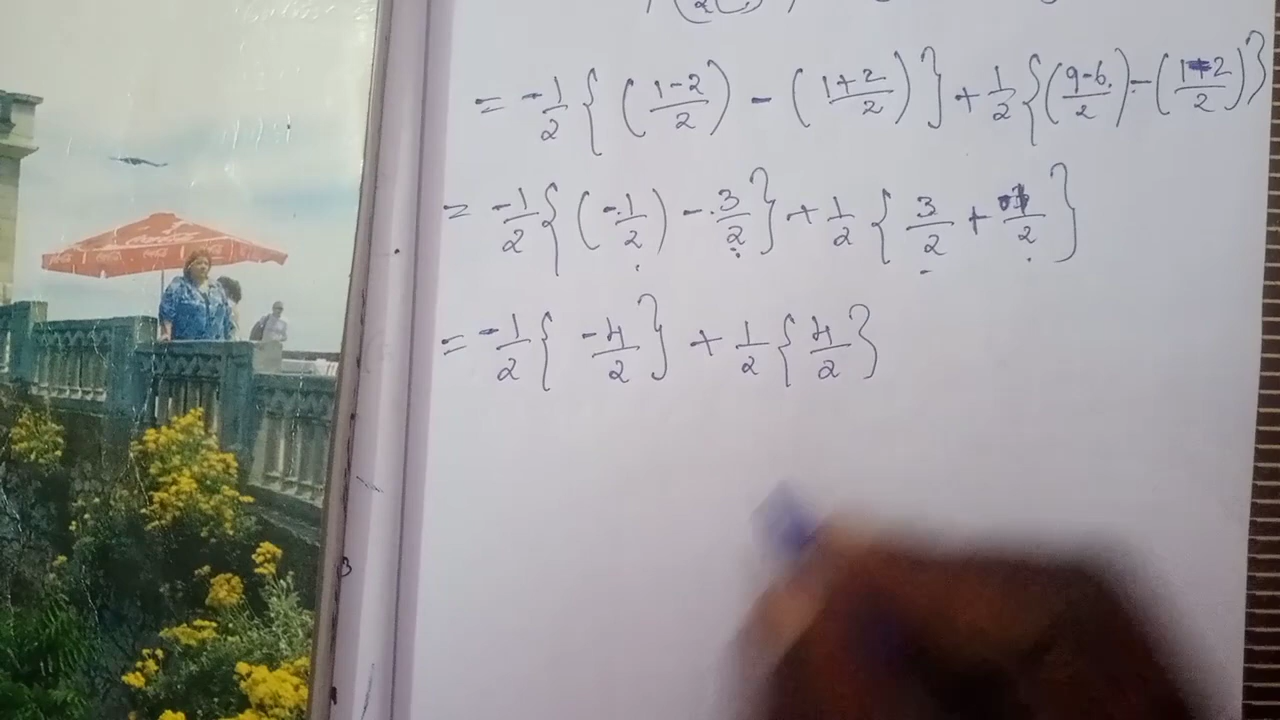 = -1/2 { (1-2/2) - (1+2/2) } + 1/2 { (9-6/2) - (1-2/2) }
= -1/2 { (-1/2) - 3/2 } + 1/2 { 3/2 + 1/2 }
= -1/2 { -4/2 } + 1/2 { 4/2 }